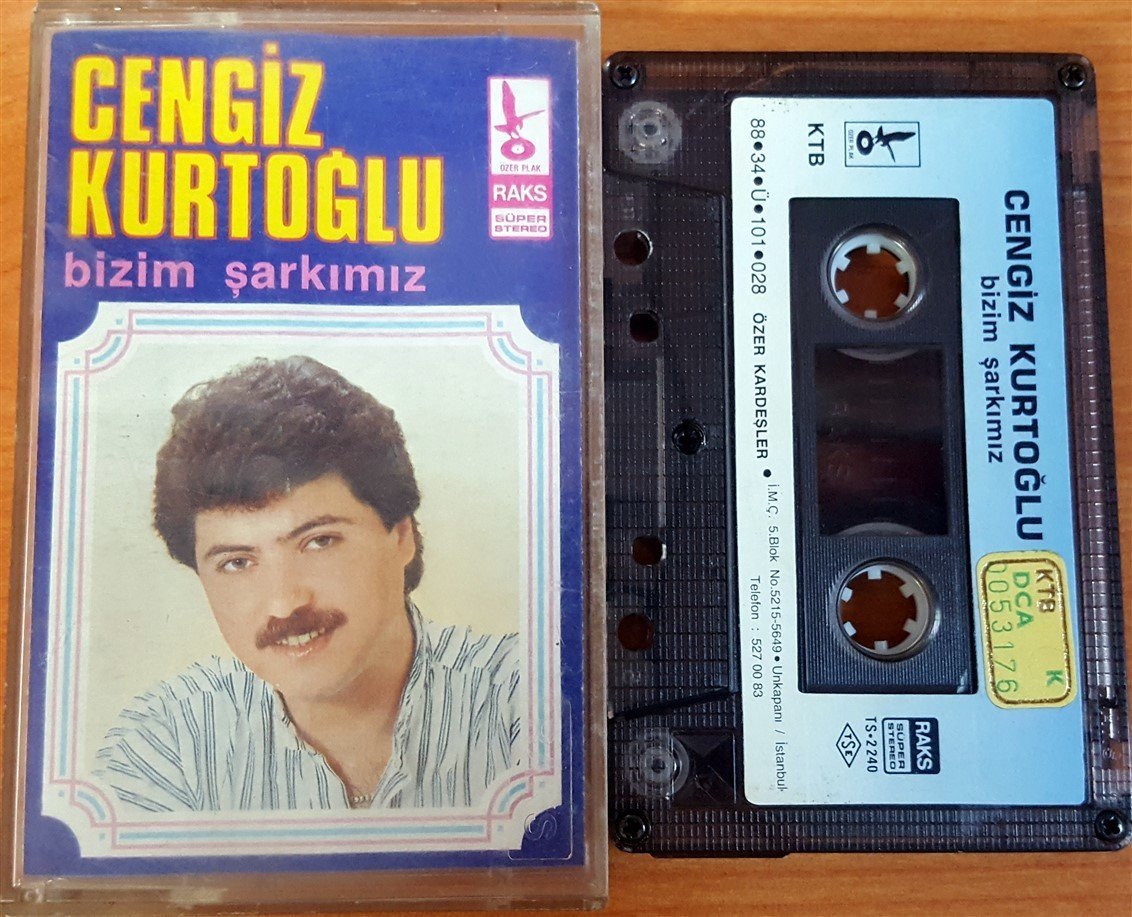 CENGİZ
KURTOĞLU
bizim şarkımız
ÖZER PLAK
RAKS
SÜPER
STEREO
CENGİZ KURTOĞLU
bizim şarkımız
ÖZER PLAK
KTB
88•34•Ü•101•028 ÖZER KARDEŞLER • İ.M.Ç. 5.Blok No.5215-5649 • Unkapanı / İstanbul
Telefon : 527 00 83
KTB K
DCA
0053176
RAKS
SÜPER
STEREO
TS•2240
TSE